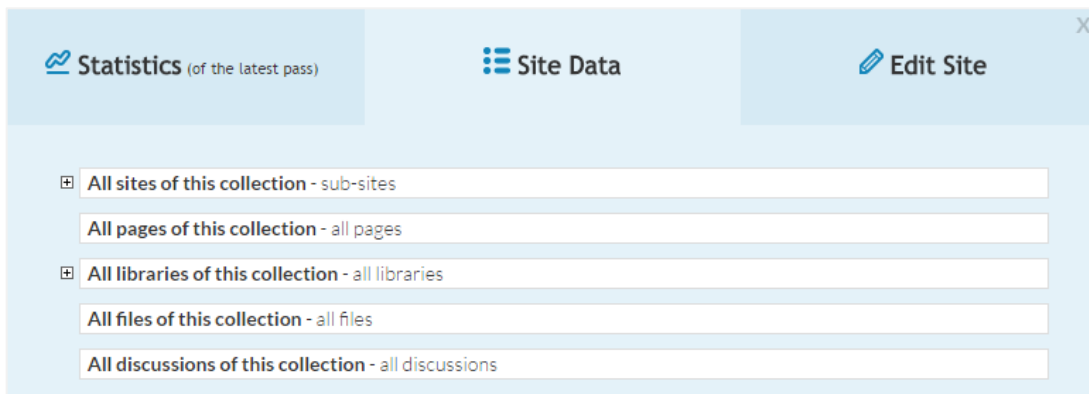 X
Statistics (of the latest pass)
Site Data
Edit Site
All sites of this collection - sub-sites
All pages of this collection - all pages
All libraries of this collection - all libraries
All files of this collection - all files
All discussions of this collection - all discussions